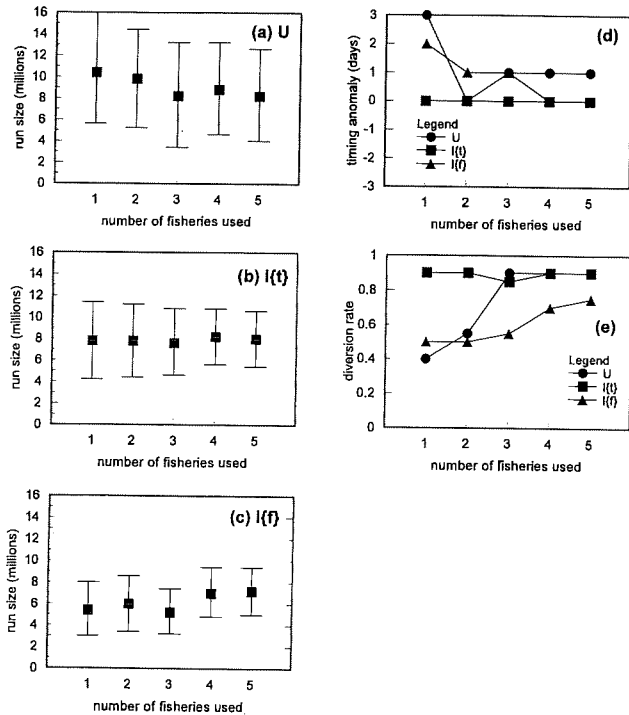 (a) U
run size (millions)
16
14
12
10
8
6
4
2
0
1 2 3 4 5
number of fisheries used
(b) I{t}
run size (millions)
16
14
12
10
8
6
4
2
0
1 2 3 4 5
number of fisheries used
(c) I{f}
run size (millions)
16
14
12
10
8
6
4
2
0
1 2 3 4 5
number of fisheries used
(d)
timing anomaly (days)
3
2
1
0
-1
-2
-3
Legend
U
I{t}
I{f}
1 2 3 4 5
number of fisheries used
(e)
diversion rate
1
0.8
0.6
0.4
0.2
0
Legend
U
I{t}
I{f}
1 2 3 4 5
number of fisheries used